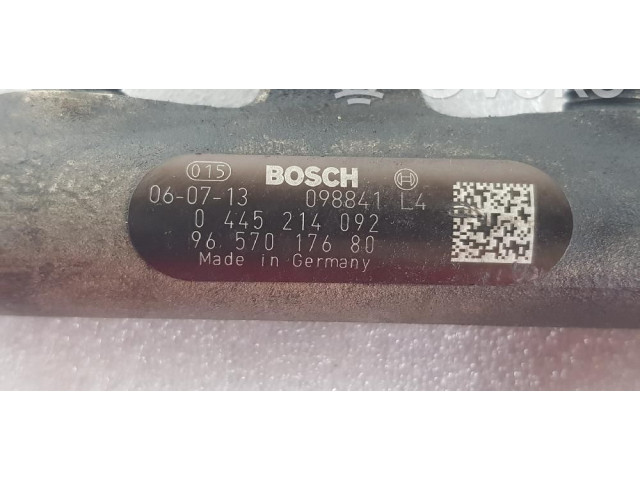 015 BOSCH
06-07-13 098841 L4
0 445 214 092
96 570 176 80
Made in Germany